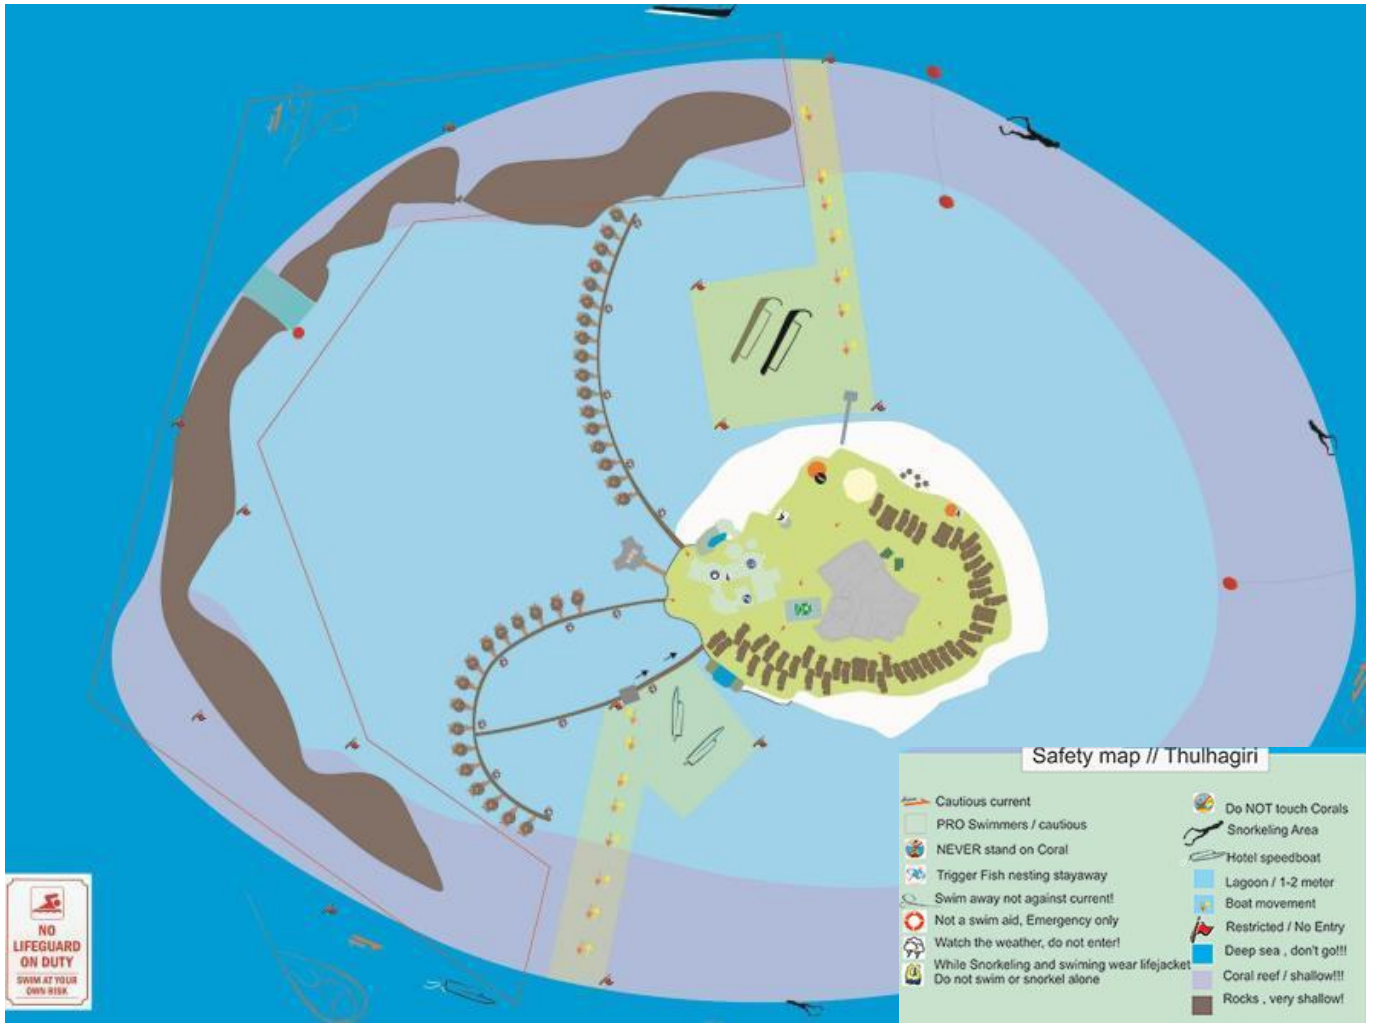 Safety map // Thulhagiri
Cautious current
PRO Swimmers / cautious
NEVER stand on Coral
Trigger Fish nesting stayaway
Swim away not against current!
Not a swim aid, Emergency only
Watch the weather, do not enter!
While Snorkeling and swiming wear lifejacket
Do not swim or snorkel alone
Do NOT touch Corals
Snorkeling Area
Hotel speedboat
Lagoon / 1-2 meter
Boat movement
Restricted / No Entry
Deep sea , don't go!!!
Coral reef / shallow!!!
Rocks , very shallow!
NO
LIFEGUARD
ON DUTY
SWIM AT YOUR
OWN RISK